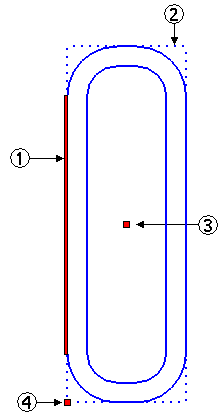 ②
①
③
④